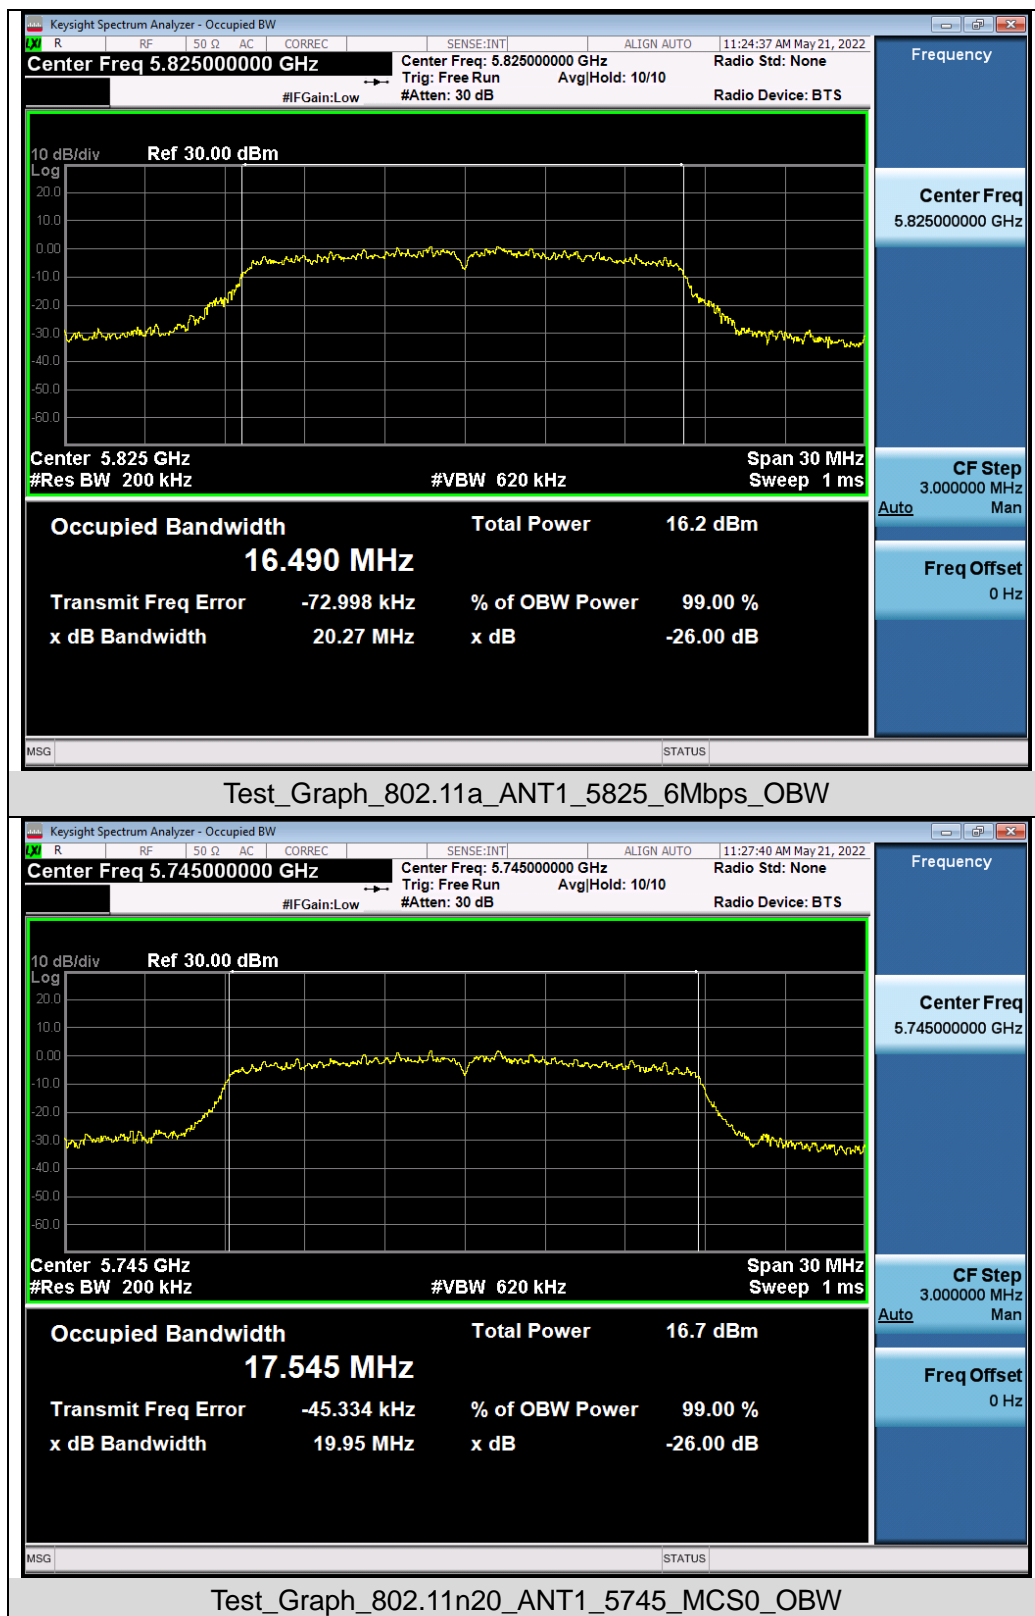 Keysight Spectrum Analyzer - Occupied BW
LXI R RF 50 Ω AC CORREC SENSE:INT ALIGN AUTO 11:24:37 AM May 21, 2022
Center Freq 5.825000000 GHz
Center Freq: 5.825000000 GHz Radio Std: None
Trig: Free Run Avg|Hold: 10/10
#IFGain:Low #Atten: 30 dB Radio Device: BTS
Frequency
10 dB/div Ref 30.00 dBm
Log
20.0
10.0
0.00
-10.0
-20.0
-30.0
-40.0
-50.0
-60.0
Center 5.825 GHz Span 30 MHz
#Res BW 200 kHz #VBW 620 kHz Sweep 1 ms
Center Freq
5.825000000 GHz
CF Step
3.000000 MHz
Auto Man
Freq Offset
0 Hz
Occupied Bandwidth Total Power 16.2 dBm
16.490 MHz
Transmit Freq Error -72.998 kHz % of OBW Power 99.00 %
x dB Bandwidth 20.27 MHz x dB -26.00 dB
MSG STATUS
Test_Graph_802.11a_ANT1_5825_6Mbps_OBW
Keysight Spectrum Analyzer - Occupied BW
LXI R RF 50 Ω AC CORREC SENSE:INT ALIGN AUTO 11:27:40 AM May 21, 2022
Center Freq 5.745000000 GHz
Center Freq: 5.745000000 GHz Radio Std: None
Trig: Free Run Avg|Hold: 10/10
#IFGain:Low #Atten: 30 dB Radio Device: BTS
Frequency
10 dB/div Ref 30.00 dBm
Log
20.0
10.0
0.00
-10.0
-20.0
-30.0
-40.0
-50.0
-60.0
Center 5.745 GHz Span 30 MHz
#Res BW 200 kHz #VBW 620 kHz Sweep 1 ms
Center Freq
5.745000000 GHz
CF Step
3.000000 MHz
Auto Man
Freq Offset
0 Hz
Occupied Bandwidth Total Power 16.7 dBm
17.545 MHz
Transmit Freq Error -45.334 kHz % of OBW Power 99.00 %
x dB Bandwidth 19.95 MHz x dB -26.00 dB
MSG STATUS
Test_Graph_802.11n20_ANT1_5745_MCS0_OBW